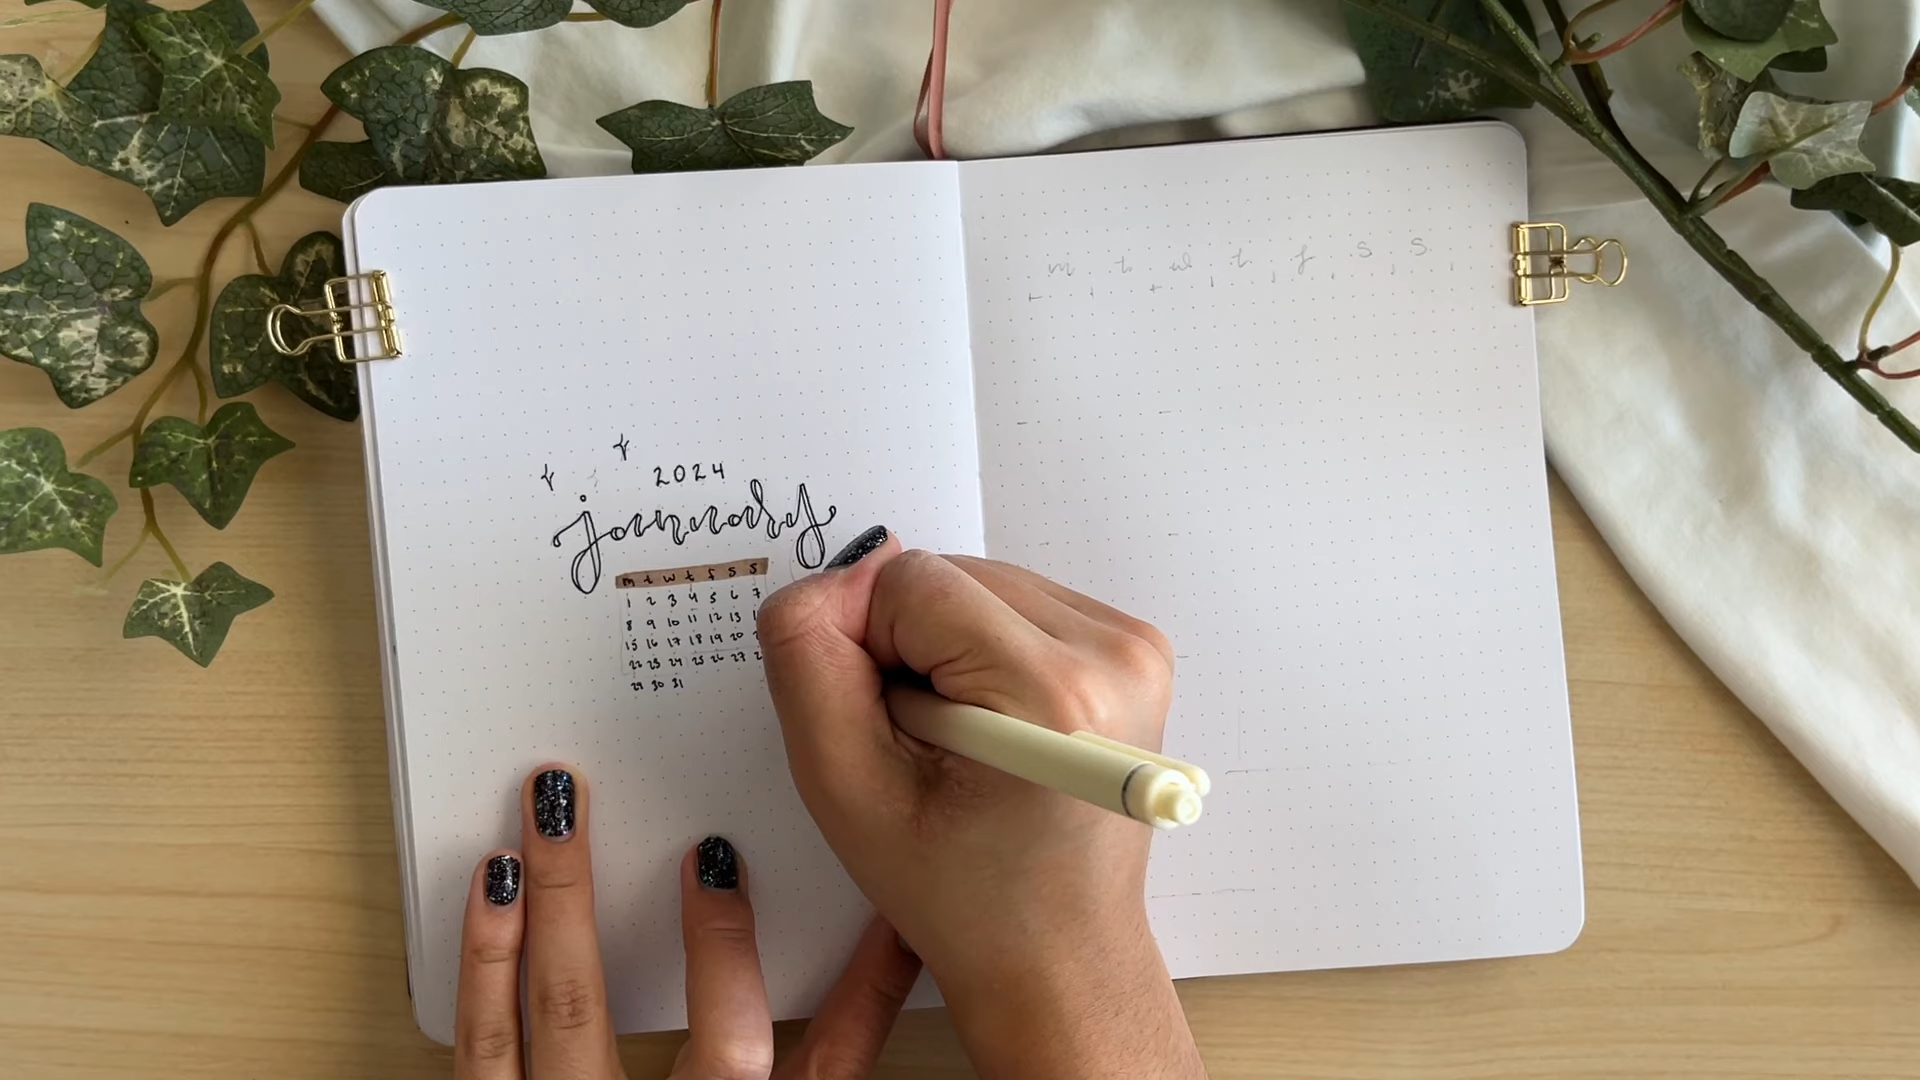 2024
january
m t w t f s s
1 2 3 4 5 6 7
8 9 10 11 12 13
15 16 17 18 19 20
22 23 24 25 26 27
29 30 31
m t w t f s s